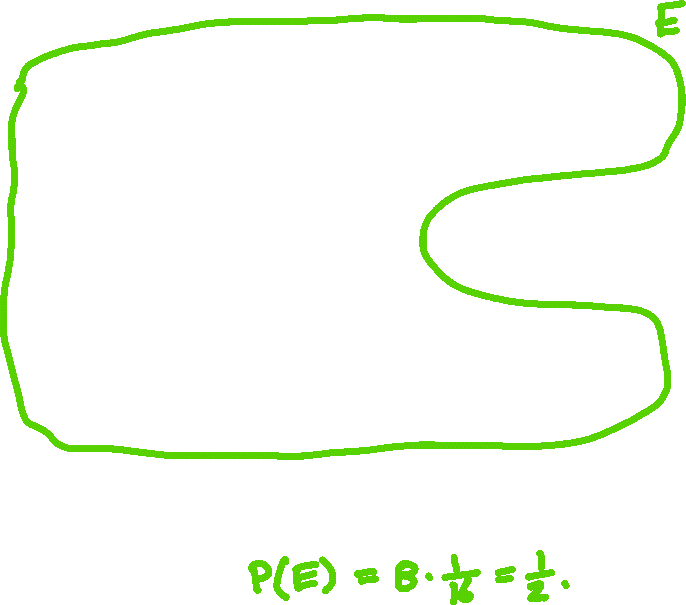 E
P(E) = 8 · 1/16 = 1/2.